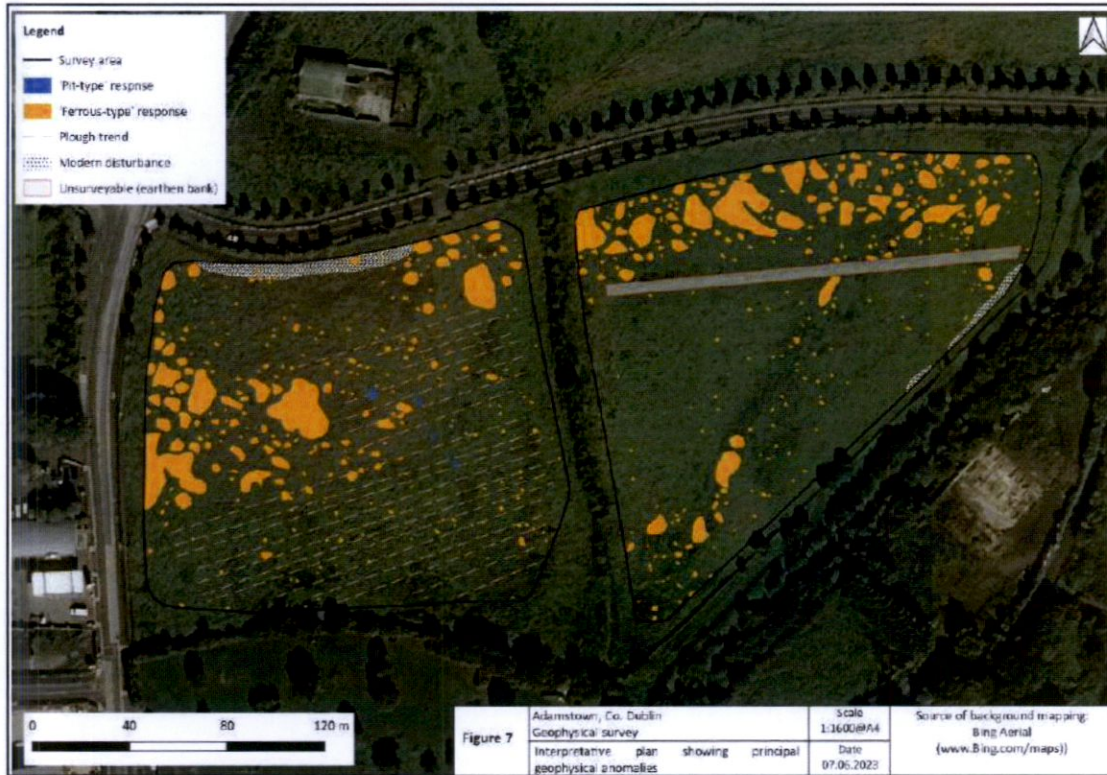 Legend
Survey area
'Pit-type' respnse
'Ferrous-type' response
Plough trend
Modern disturbance
Unsurveyable (earthen bank)
0 40 80 120 m
Figure 7
Adamstown, Co. Dublin
Geophysical survey
Interpretative plan showing principal
geophysical anomalies
Scale
1:1600@A4
Date
07.06.2023
Source of background mapping:
Bing Aerial
(www.Bing.com/maps))